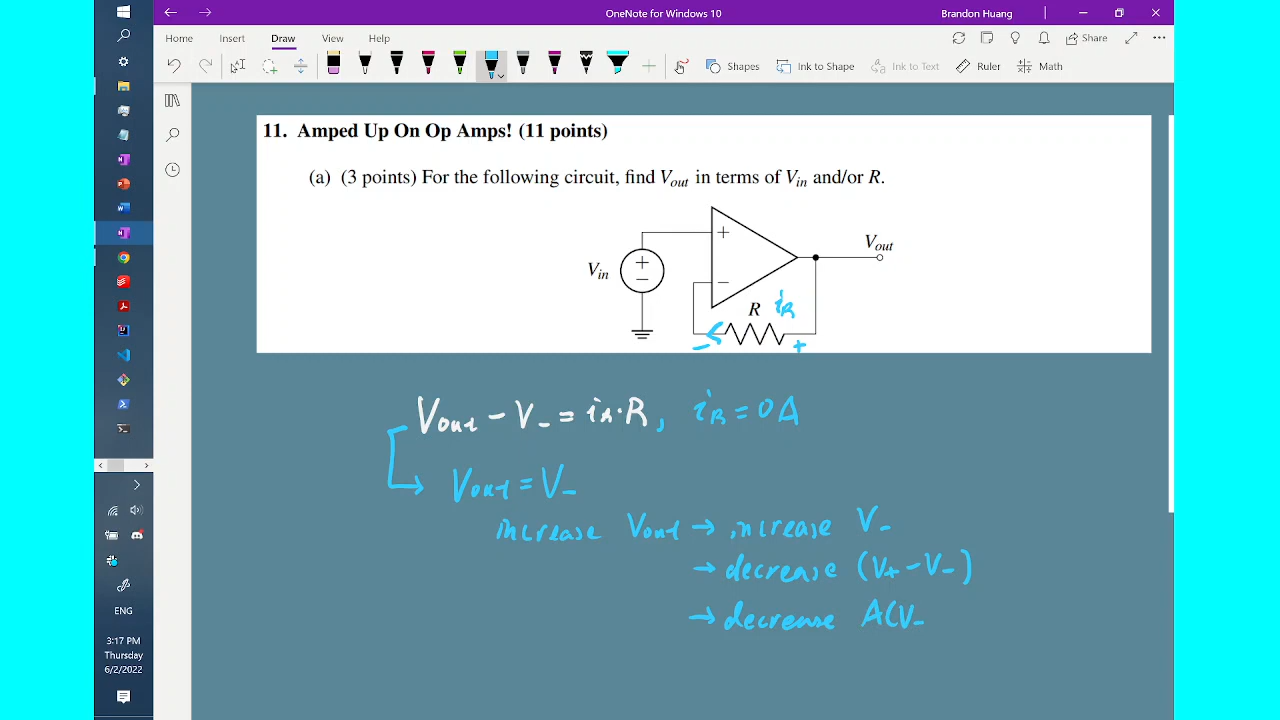 OneNote for Windows 10
Brandon Huang
Home Insert Draw View Help
Share
Shapes Ink to Shape Ink to Text Ruler Math
11. Amped Up On Op Amps! (11 points)
(a) (3 points) For the following circuit, find Vout in terms of Vin and/or R.
+
Vout
Vin
+
−
−
R iR
− +
Vout − V− = iR·R, iR = 0A
Vout = V−
increase Vout → increase V−
→ decrease (V+ − V−)
→ decrease A(V−
ENG
3:17 PM
Thursday
6/2/2022